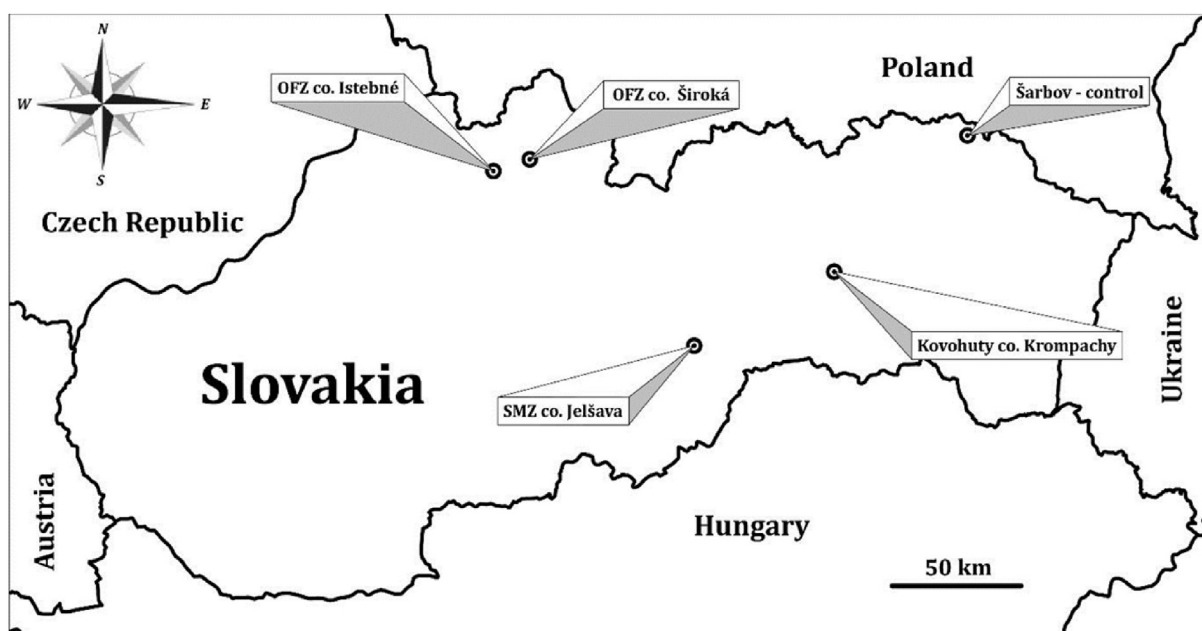 N
W
E
S
OFZ co. Istebné
OFZ co. Široká
Poland
Šarbov - control
Czech Republic
Slovakia
Kovohuty co. Krompachy
SMZ co. Jelšava
Ukraine
Austria
Hungary
50 km